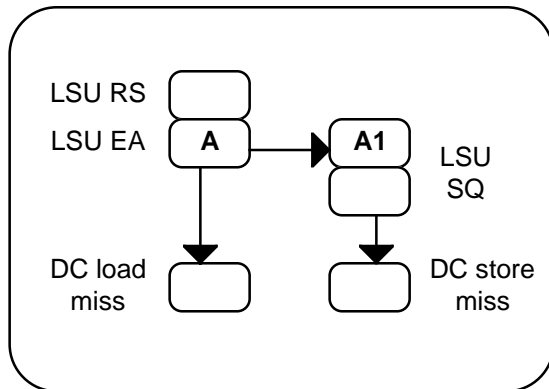 LSU RS
LSU EA
A
A1
LSU
SQ
DC load
miss
DC store
miss